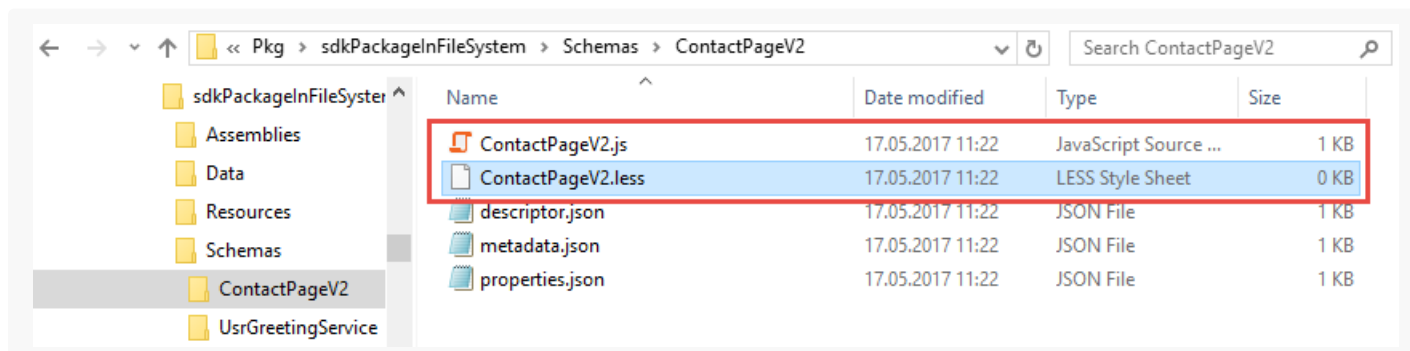 « Pkg › sdkPackageInFileSystem › Schemas › ContactPageV2 Search ContactPageV2
sdkPackageInFileSyster Name Date modified Type Size
Assemblies ContactPageV2.js 17.05.2017 11:22 JavaScript Source ... 1 KB
Data ContactPageV2.less 17.05.2017 11:22 LESS Style Sheet 0 KB
Resources descriptor.json 17.05.2017 11:22 JSON File 1 KB
Schemas metadata.json 17.05.2017 11:22 JSON File 1 KB
ContactPageV2 properties.json 17.05.2017 11:22 JSON File 1 KB
UsrGreetingService